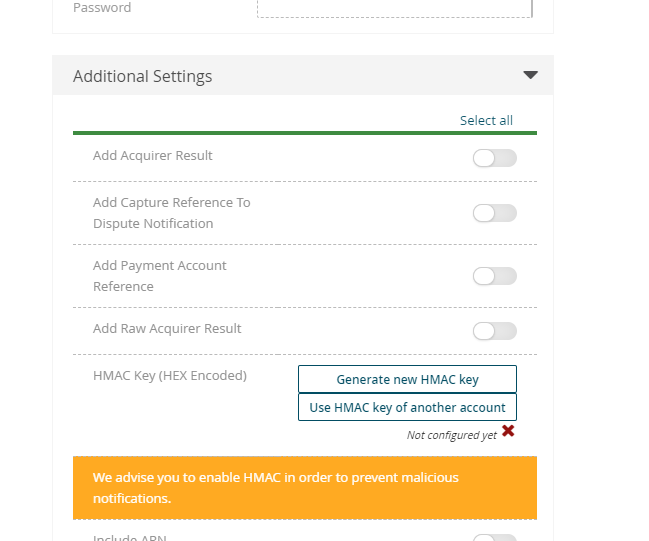 Password
Additional Settings
Select all
Add Acquirer Result
Add Capture Reference To
Dispute Notification
Add Payment Account
Reference
Add Raw Acquirer Result
HMAC Key (HEX Encoded)
Generate new HMAC key
Use HMAC key of another account
Not configured yet
We advise you to enable HMAC in order to prevent malicious
notifications.
Include ARN